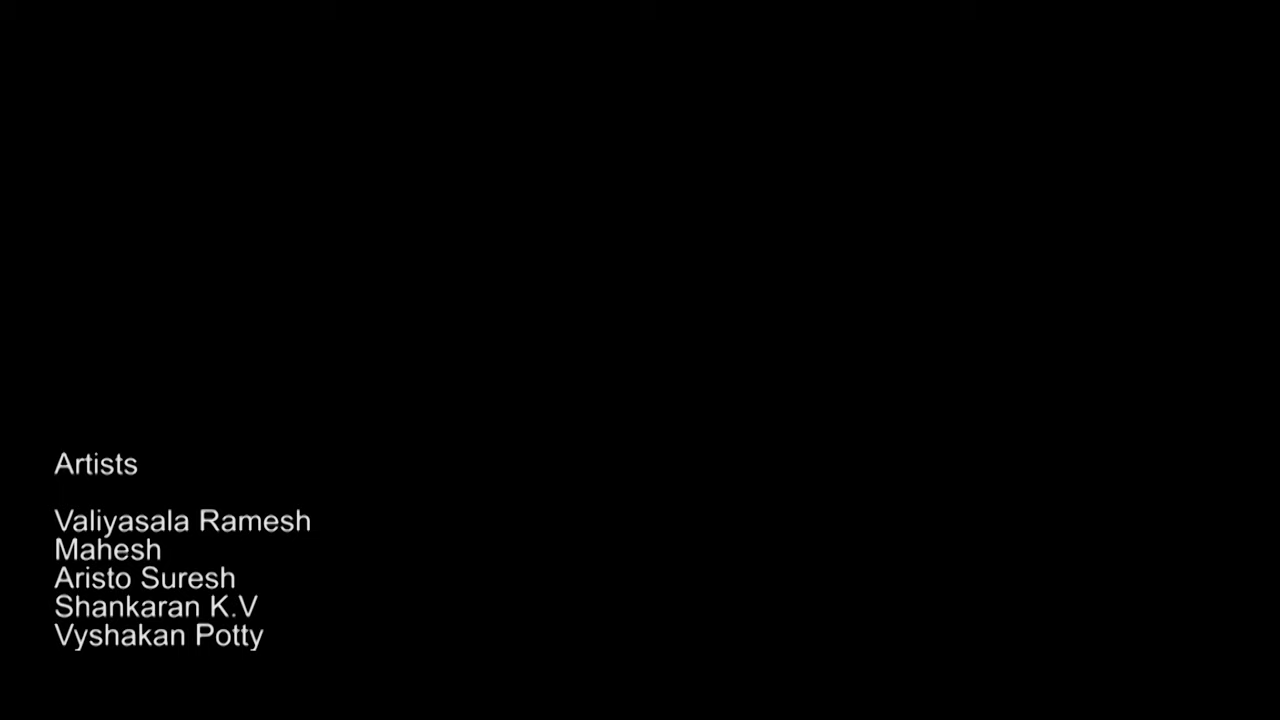 Artists
Valiyasala Ramesh
Mahesh
Aristo Suresh
Shankaran K.V
Vyshakan Potty